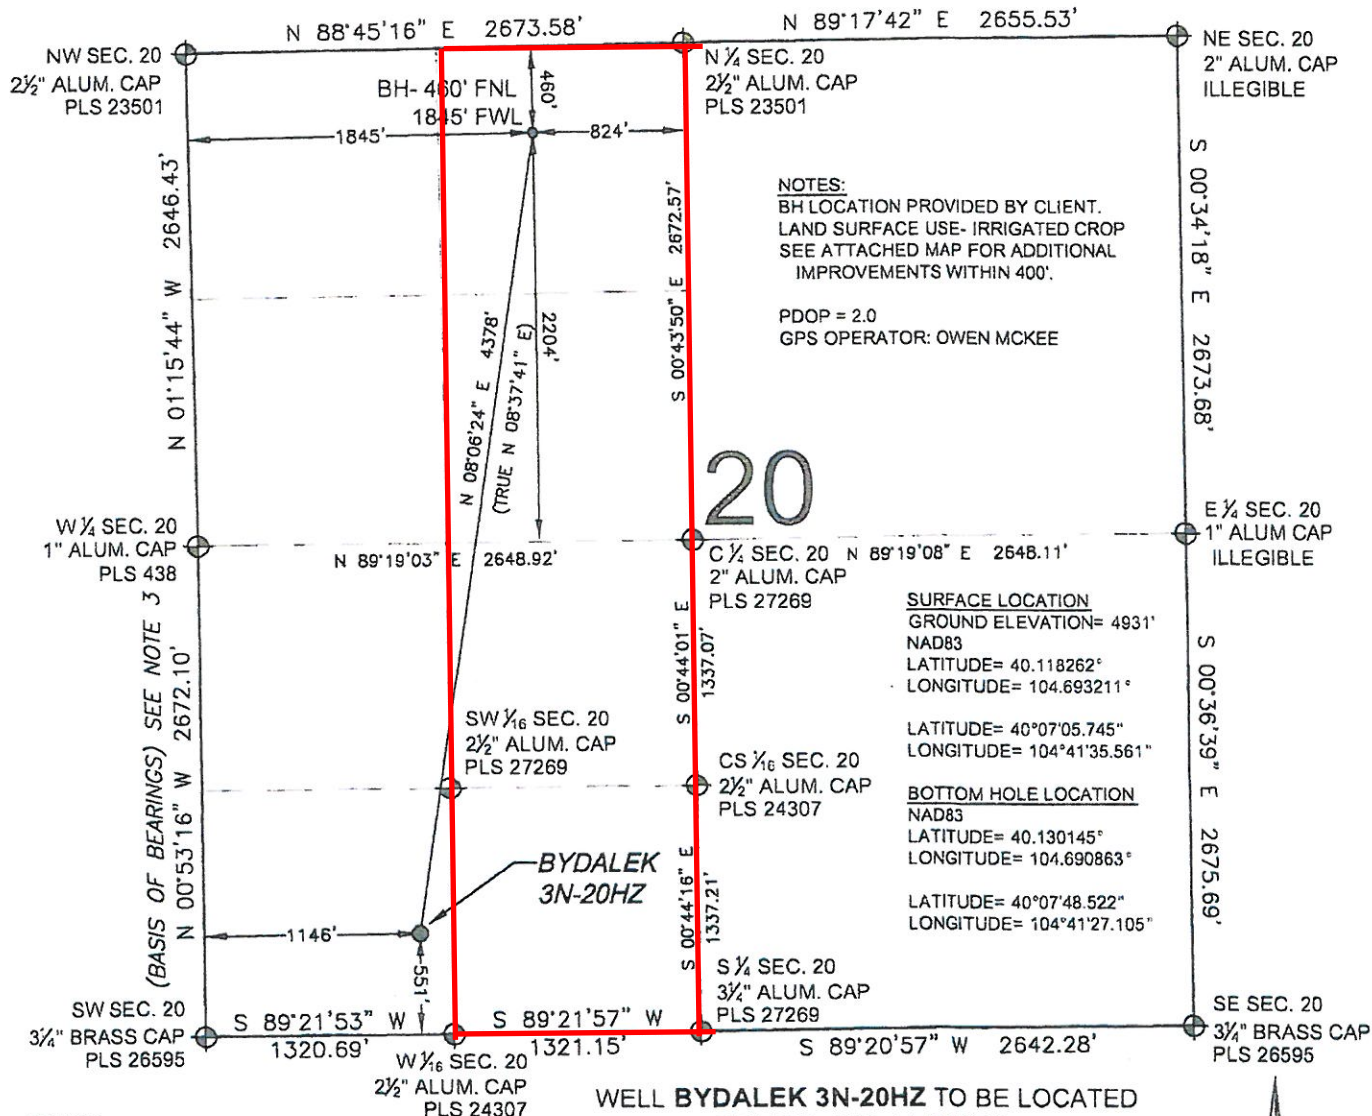 N 88°45'16" E 2673.58'
N 89°17'42" E 2655.53'
NW SEC. 20
2½" ALUM. CAP
PLS 23501
N ¼ SEC. 20
2½" ALUM. CAP
PLS 23501
NE SEC. 20
2" ALUM. CAP
ILLEGIBLE
BH- 460' FNL
1845' FWL
460'
1845'
824'
N 01°15'44" W 2646.43'
S 00°43'50" E 2672.57'
S 00°34'18" E 2673.68'
NOTES:
BH LOCATION PROVIDED BY CLIENT.
LAND SURFACE USE- IRRIGATED CROP
SEE ATTACHED MAP FOR ADDITIONAL
IMPROVEMENTS WITHIN 400'.
PDOP = 2.0
GPS OPERATOR: OWEN MCKEE
N 08°06'24" E 4378'
(TRUE N 08°37'41" E)
2204'
20
W ¼ SEC. 20
1" ALUM. CAP
PLS 438
N 89°19'03" E 2648.92'
C ¼ SEC. 20
2" ALUM. CAP
PLS 27269
N 89°19'08" E 2648.11'
E ¼ SEC. 20
1" ALUM CAP
ILLEGIBLE
(BASIS OF BEARINGS) SEE NOTE 3
N 00°53'16" W 2672.10'
S 00°44'01" E
1337.07'
SURFACE LOCATION
GROUND ELEVATION= 4931'
NAD83
LATITUDE= 40.118262°
LONGITUDE= 104.693211°
LATITUDE= 40°07'05.745"
LONGITUDE= 104°41'35.561"
S 00°36'39" E 2675.69'
SW 1⁄16 SEC. 20
2½" ALUM. CAP
PLS 27269
CS 1⁄16 SEC. 20
2½" ALUM. CAP
PLS 24307
BOTTOM HOLE LOCATION
NAD83
LATITUDE= 40.130145°
LONGITUDE= 104.690863°
LATITUDE= 40°07'48.522"
LONGITUDE= 104°41'27.105"
BYDALEK
3N-20HZ
1146'
551'
S 00°44'16" E
1337.21'
S ¼ SEC. 20
3¼" ALUM. CAP
PLS 27269
SW SEC. 20
3¼" BRASS CAP
PLS 26595
S 89°21'53" W
1320.69'
S 89°21'57" W
1321.15'
W 1⁄16 SEC. 20
2½" ALUM. CAP
PLS 24307
S 89°20'57" W 2642.28'
SE SEC. 20
3¼" BRASS CAP
PLS 26595
WELL BYDALEK 3N-20HZ TO BE LOCATED